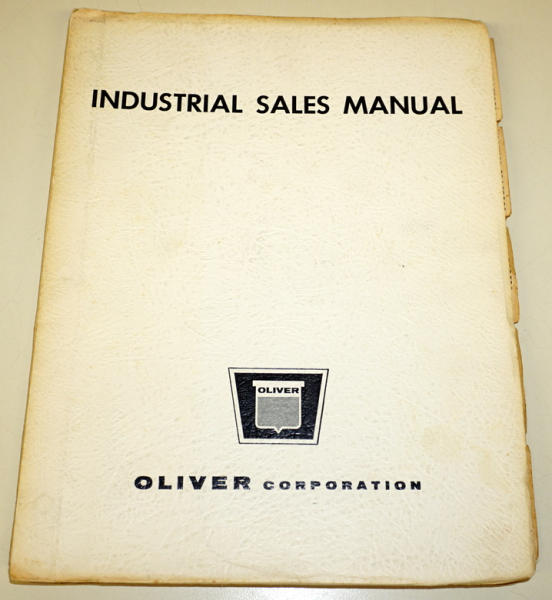 INDUSTRIAL SALES MANUAL
OLIVER
OLIVER CORPORATION